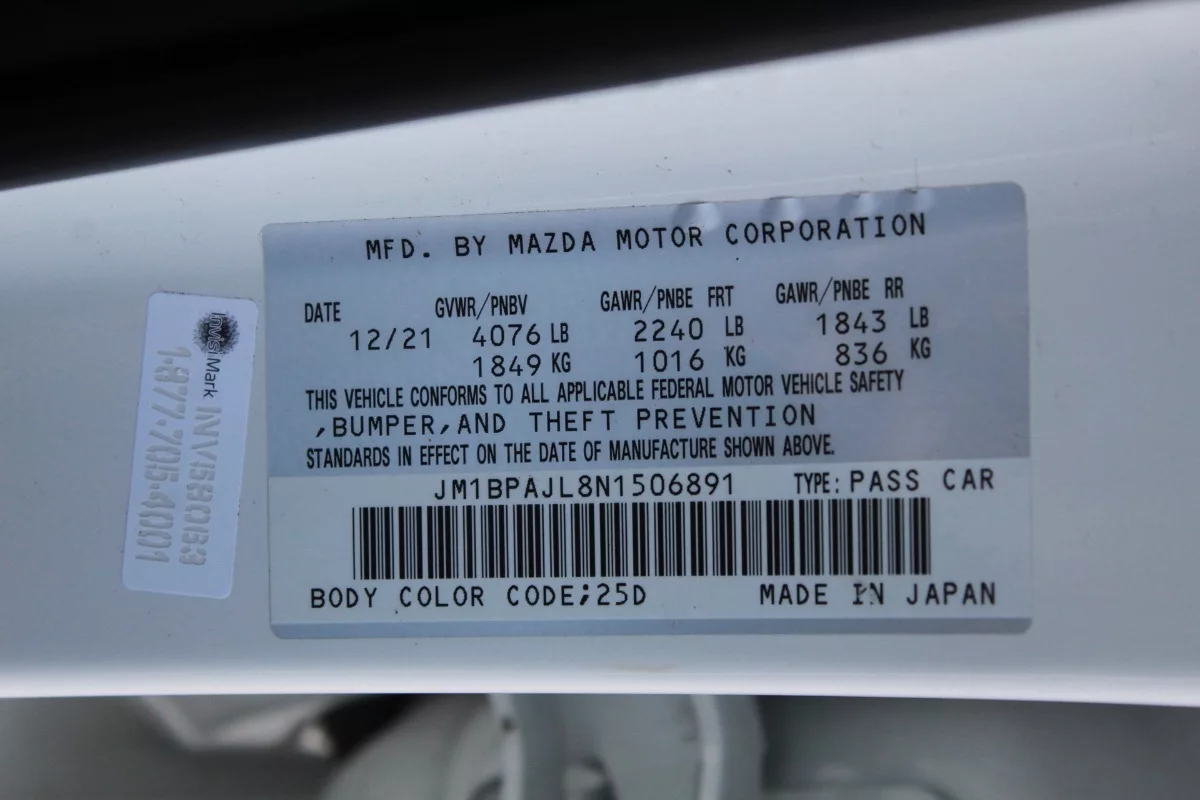 MFD. BY MAZDA MOTOR CORPORATION
DATE GVWR/PNBV GAWR/PNBE FRT GAWR/PNBE RR
12/21 4076 LB 2240 LB 1843 LB
1849 KG 1016 KG 836 KG
THIS VEHICLE CONFORMS TO ALL APPLICABLE FEDERAL MOTOR VEHICLE SAFETY
,BUMPER,AND THEFT PREVENTION
STANDARDS IN EFFECT ON THE DATE OF MANUFACTURE SHOWN ABOVE.
JM1BPAJL8N1506891 TYPE: PASS CAR
BODY COLOR CODE;25D MADE IN JAPAN
InvisiMark
1.877.705.4001